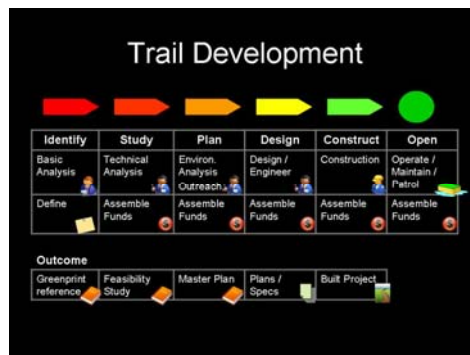 Trail Development
Identify Study Plan Design Construct Open
Basic Analysis
Technical Analysis
Environ. Analysis Outreach
Design / Engineer
Construction
Operate / Maintain / Patrol
Define
Assemble Funds
Assemble Funds
Assemble Funds
Assemble Funds
Assemble Funds
Outcome
Greenprint reference
Feasibility Study
Master Plan
Plans / Specs
Built Project